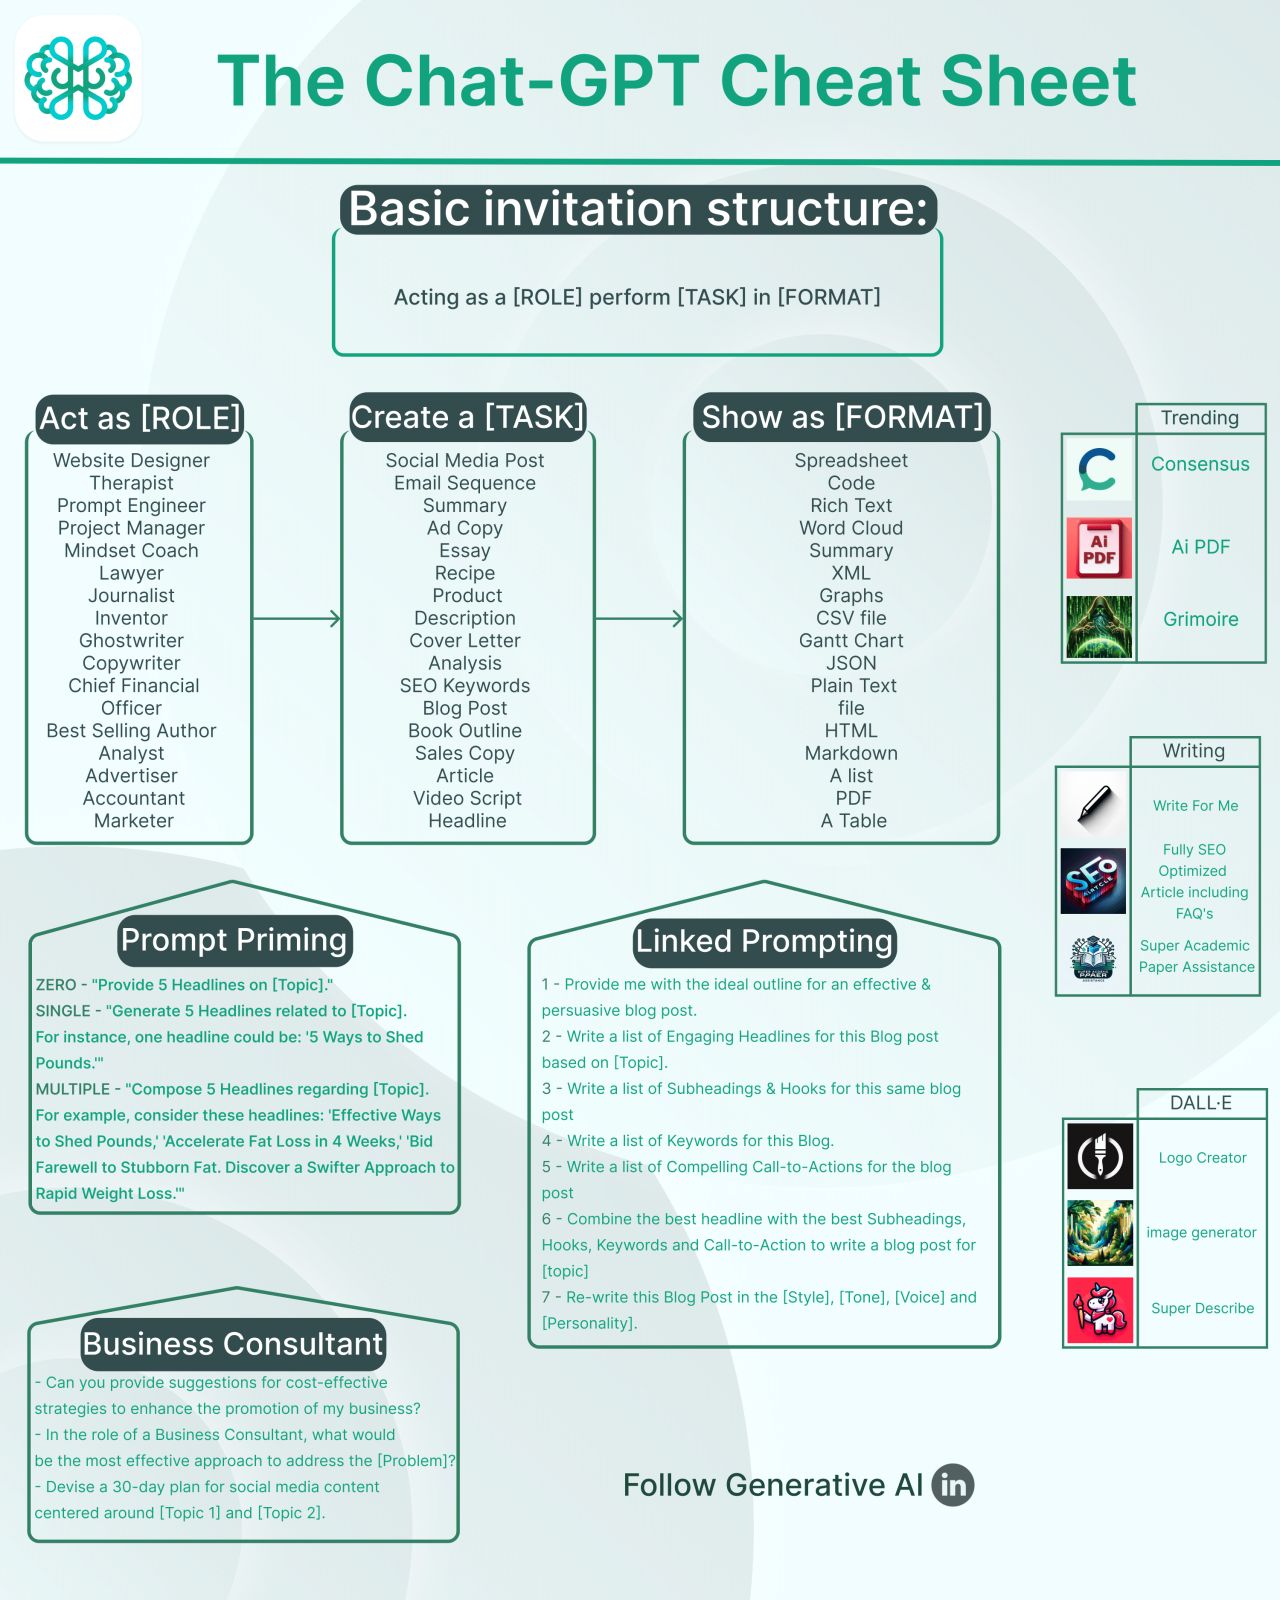 The Chat-GPT Cheat Sheet
Basic invitation structure:
Acting as a [ROLE] perform [TASK] in [FORMAT]
Act as [ROLE]
Website Designer
Therapist
Prompt Engineer
Project Manager
Mindset Coach
Lawyer
Journalist
Inventor
Ghostwriter
Copywriter
Chief Financial
Officer
Best Selling Author
Analyst
Advertiser
Accountant
Marketer
Create a [TASK]
Social Media Post
Email Sequence
Summary
Ad Copy
Essay
Recipe
Product
Description
Cover Letter
Analysis
SEO Keywords
Blog Post
Book Outline
Sales Copy
Article
Video Script
Headline
Show as [FORMAT]
Spreadsheet
Code
Rich Text
Word Cloud
Summary
XML
Graphs
CSV file
Gantt Chart
JSON
Plain Text
file
HTML
Markdown
A list
PDF
A Table
Trending
Consensus
Ai
PDF
Ai PDF
Grimoire
Writing
Write For Me
SEO
ARTICLE
Fully SEO
Optimized
Article including
FAQ's
Super Academic
Paper Assistance
DALL·E
Logo Creator
image generator
Super Describe
Prompt Priming
ZERO - "Provide 5 Headlines on [Topic]."
SINGLE - "Generate 5 Headlines related to [Topic].
For instance, one headline could be: '5 Ways to Shed
Pounds.'"
MULTIPLE - "Compose 5 Headlines regarding [Topic].
For example, consider these headlines: 'Effective Ways
to Shed Pounds,' 'Accelerate Fat Loss in 4 Weeks,' 'Bid
Farewell to Stubborn Fat. Discover a Swifter Approach to
Rapid Weight Loss.'"
Linked Prompting
1 - Provide me with the ideal outline for an effective &
persuasive blog post.
2 - Write a list of Engaging Headlines for this Blog post
based on [Topic].
3 - Write a list of Subheadings & Hooks for this same blog
post
4 - Write a list of Keywords for this Blog.
5 - Write a list of Compelling Call-to-Actions for the blog
post
6 - Combine the best headline with the best Subheadings,
Hooks, Keywords and Call-to-Action to write a blog post for
[topic]
7 - Re-write this Blog Post in the [Style], [Tone], [Voice] and
[Personality].
Business Consultant
- Can you provide suggestions for cost-effective
strategies to enhance the promotion of my business?
- In the role of a Business Consultant, what would
be the most effective approach to address the [Problem]?
- Devise a 30-day plan for social media content
centered around [Topic 1] and [Topic 2].
Follow Generative AI in